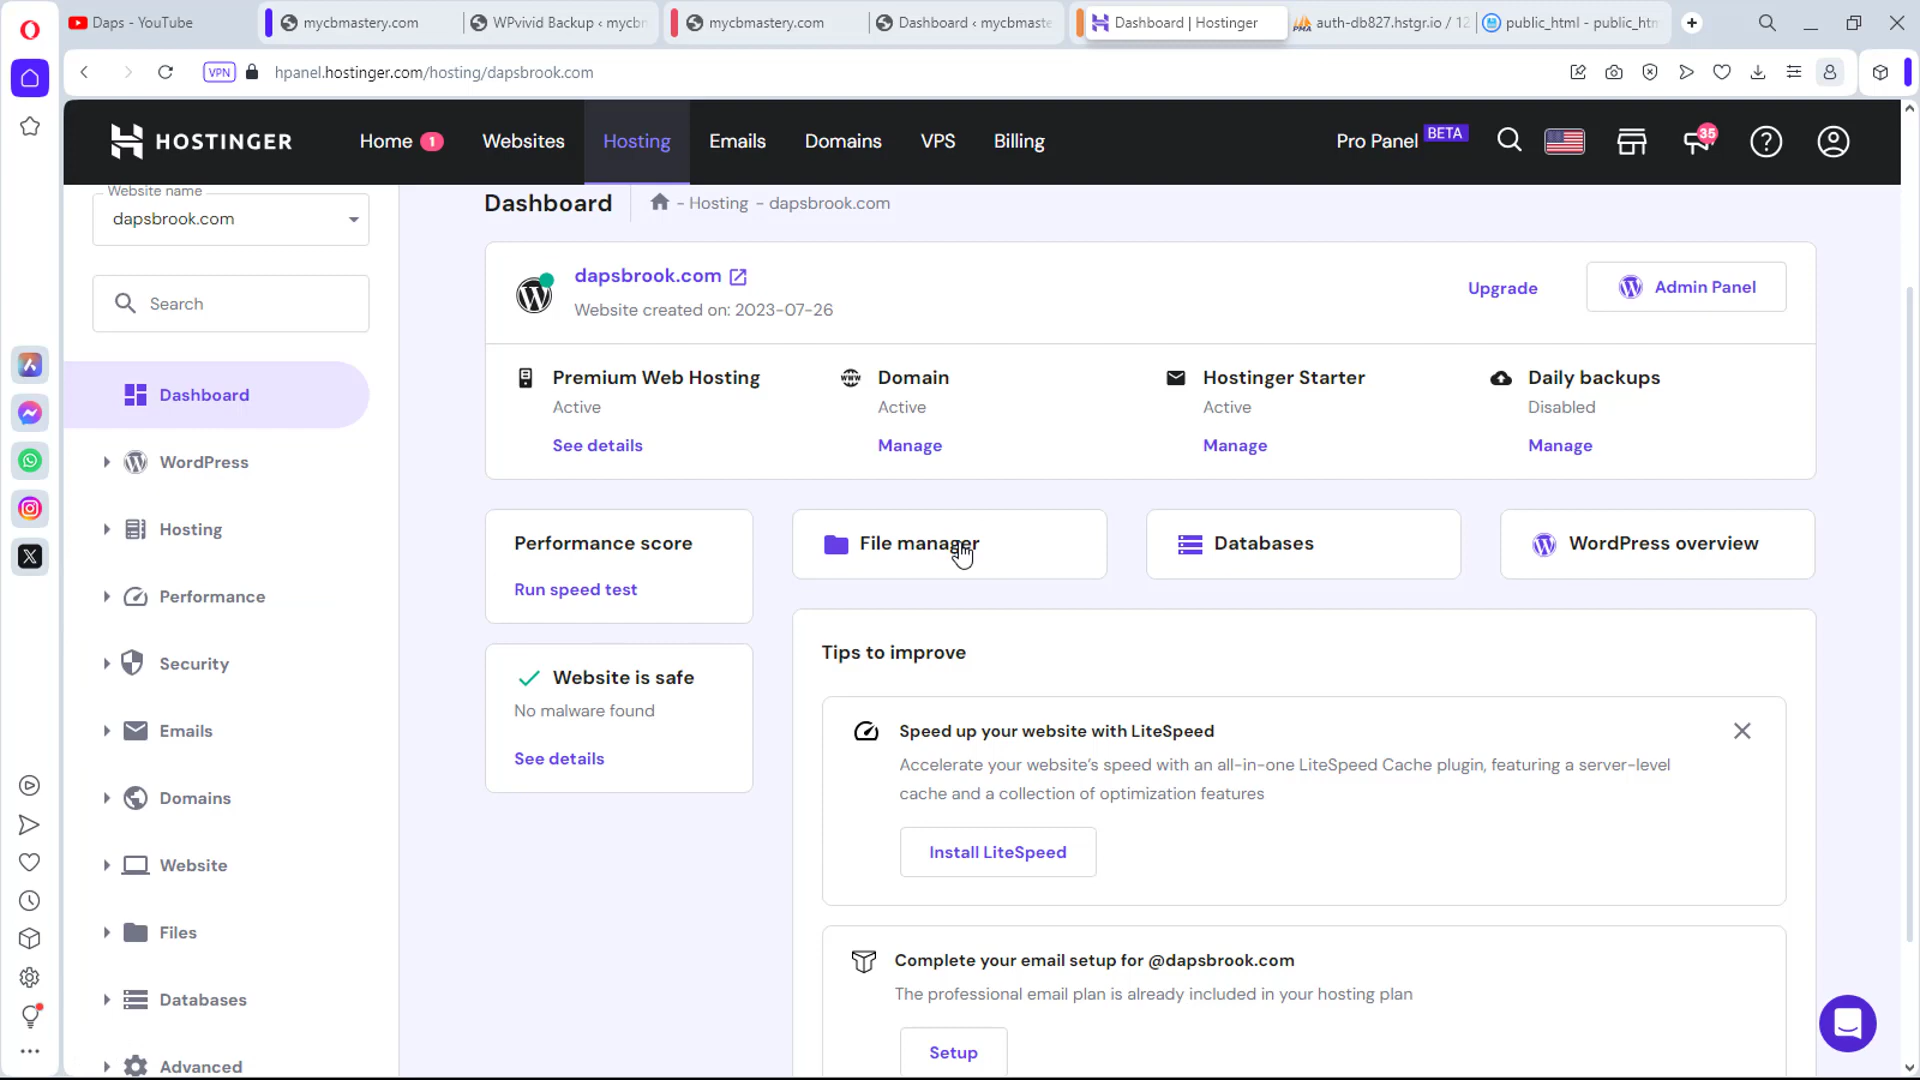 Daps - YouTube
mycbmastery.com
WPvivid Backup ‹ mycbm
mycbmastery.com
Dashboard ‹ mycbmaste
Dashboard | Hostinger
auth-db827.hstgr.io / 12
public_html - public_htm
VPN
hpanel.hostinger.com/hosting/dapsbrook.com
HOSTINGER
Home 1
Websites
Hosting
Emails
Domains
VPS
Billing
Pro Panel BETA
35
Website name
dapsbrook.com
Search
Dashboard
WordPress
Hosting
Performance
Security
Emails
Domains
Website
Files
Databases
Advanced
Dashboard
- Hosting - dapsbrook.com
dapsbrook.com
Website created on: 2023-07-26
Upgrade
Admin Panel
Premium Web Hosting
Active
See details
Domain
Active
Manage
Hostinger Starter
Active
Manage
Daily backups
Disabled
Manage
Performance score
Run speed test
File manager
Databases
WordPress overview
Website is safe
No malware found
See details
Tips to improve
Speed up your website with LiteSpeed
Accelerate your website's speed with an all-in-one LiteSpeed Cache plugin, featuring a server-level
cache and a collection of optimization features
Install LiteSpeed
Complete your email setup for @dapsbrook.com
The professional email plan is already included in your hosting plan
Setup